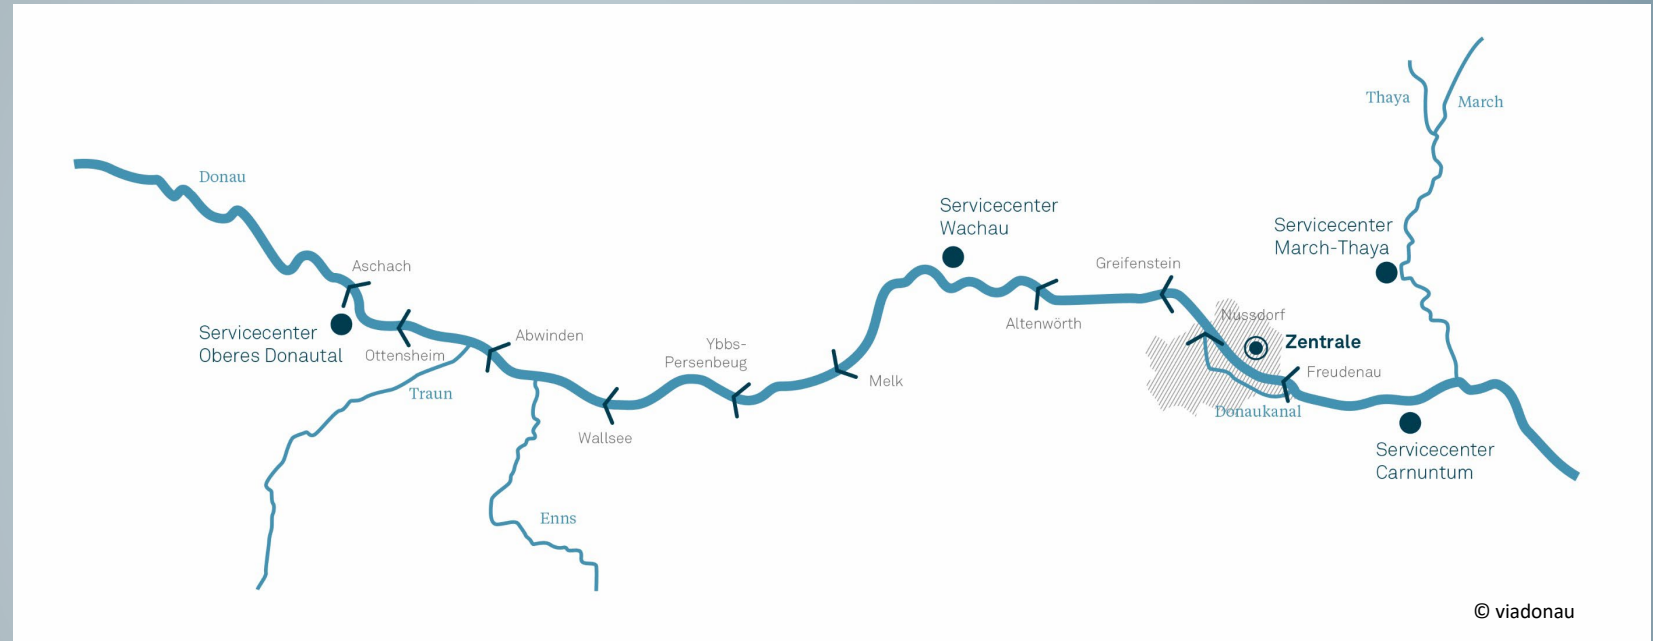 Donau
Aschach
Servicecenter
Oberes Donautal
Ottensheim
Traun
Abwinden
Enns
Wallsee
Ybbs-
Persenbeug
Melk
Servicecenter
Wachau
Altenwörth
Greifenstein
Nussdorf
Zentrale
Freudenau
Donaukanal
Thaya
March
Servicecenter
March-Thaya
Servicecenter
Carnuntum
© viadonau